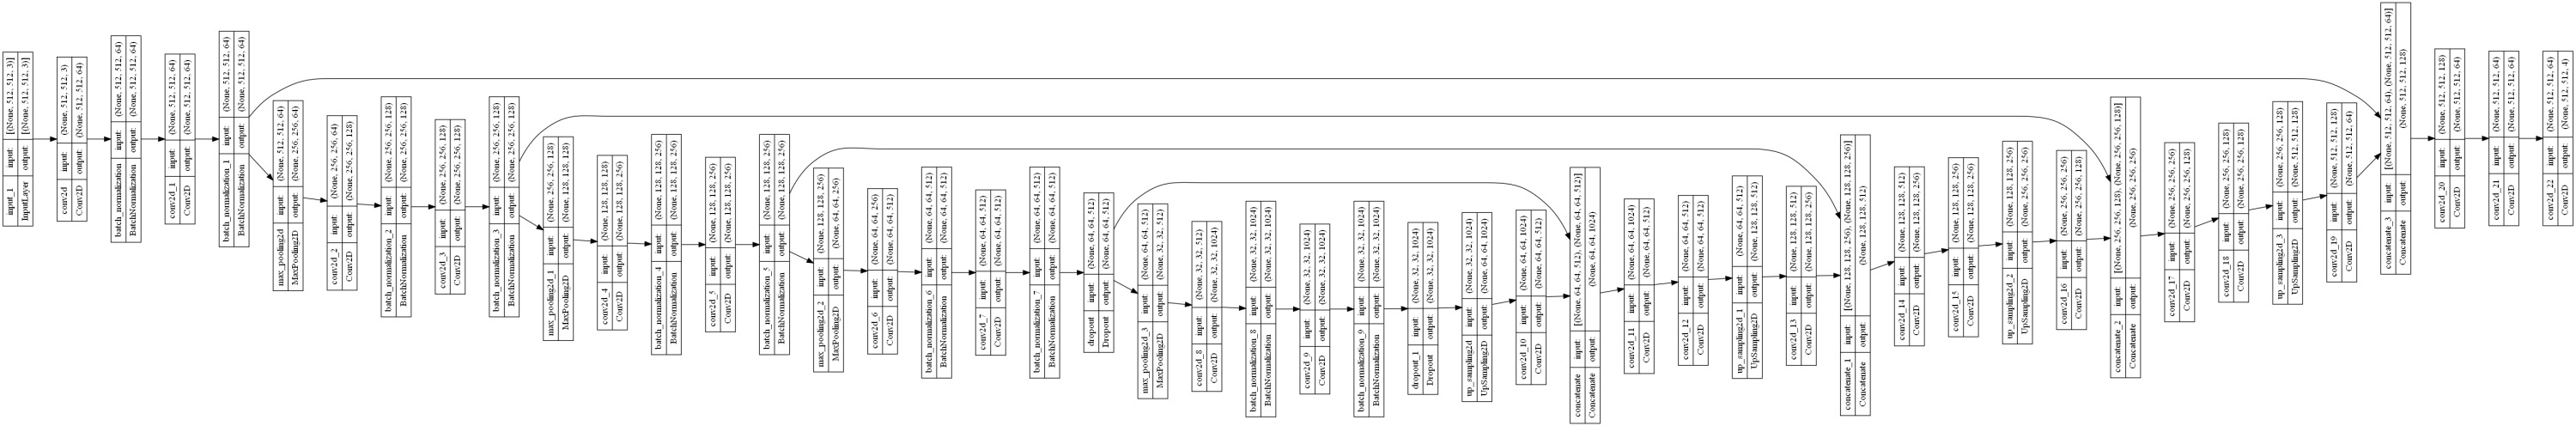 input_1 input: [(None, 512, 512, 3)]
InputLayer output: [(None, 512, 512, 3)]
conv2d input: (None, 512, 512, 3)
Conv2D output: (None, 512, 512, 64)
batch_normalization input: (None, 512, 512, 64)
BatchNormalization output: (None, 512, 512, 64)
conv2d_1 input: (None, 512, 512, 64)
Conv2D output: (None, 512, 512, 64)
batch_normalization_1 input: (None, 512, 512, 64)
BatchNormalization output: (None, 512, 512, 64)
max_pooling2d input: (None, 512, 512, 64)
MaxPooling2D output: (None, 256, 256, 64)
conv2d_2 input: (None, 256, 256, 64)
Conv2D output: (None, 256, 256, 128)
batch_normalization_2 input: (None, 256, 256, 128)
BatchNormalization output: (None, 256, 256, 128)
conv2d_3 input: (None, 256, 256, 128)
Conv2D output: (None, 256, 256, 128)
batch_normalization_3 input: (None, 256, 256, 128)
BatchNormalization output: (None, 256, 256, 128)
max_pooling2d_1 input: (None, 256, 256, 128)
MaxPooling2D output: (None, 128, 128, 128)
conv2d_4 input: (None, 128, 128, 128)
Conv2D output: (None, 128, 128, 256)
batch_normalization_4 input: (None, 128, 128, 256)
BatchNormalization output: (None, 128, 128, 256)
conv2d_5 input: (None, 128, 128, 256)
Conv2D output: (None, 128, 128, 256)
batch_normalization_5 input: (None, 128, 128, 256)
BatchNormalization output: (None, 128, 128, 256)
max_pooling2d_2 input: (None, 128, 128, 256)
MaxPooling2D output: (None, 64, 64, 256)
conv2d_6 input: (None, 64, 64, 256)
Conv2D output: (None, 64, 64, 512)
batch_normalization_6 input: (None, 64, 64, 512)
BatchNormalization output: (None, 64, 64, 512)
conv2d_7 input: (None, 64, 64, 512)
Conv2D output: (None, 64, 64, 512)
batch_normalization_7 input: (None, 64, 64, 512)
BatchNormalization output: (None, 64, 64, 512)
dropout input: (None, 64, 64, 512)
Dropout output: (None, 64, 64, 512)
max_pooling2d_3 input: (None, 64, 64, 512)
MaxPooling2D output: (None, 32, 32, 512)
conv2d_8 input: (None, 32, 32, 512)
Conv2D output: (None, 32, 32, 1024)
batch_normalization_8 input: (None, 32, 32, 1024)
BatchNormalization output: (None, 32, 32, 1024)
conv2d_9 input: (None, 32, 32, 1024)
Conv2D output: (None, 32, 32, 1024)
batch_normalization_9 input: (None, 32, 32, 1024)
BatchNormalization output: (None, 32, 32, 1024)
dropout_1 input: (None, 32, 32, 1024)
Dropout output: (None, 32, 32, 1024)
up_sampling2d input: (None, 32, 32, 1024)
UpSampling2D output: (None, 64, 64, 1024)
conv2d_10 input: (None, 64, 64, 1024)
Conv2D output: (None, 64, 64, 512)
concatenate input: [(None, 64, 64, 512), (None, 64, 64, 512)]
Concatenate output: (None, 64, 64, 1024)
conv2d_11 input: (None, 64, 64, 1024)
Conv2D output: (None, 64, 64, 512)
conv2d_12 input: (None, 64, 64, 512)
Conv2D output: (None, 64, 64, 512)
up_sampling2d_1 input: (None, 64, 64, 512)
UpSampling2D output: (None, 128, 128, 512)
conv2d_13 input: (None, 128, 128, 512)
Conv2D output: (None, 128, 128, 256)
concatenate_1 input: [(None, 128, 128, 256), (None, 128, 128, 256)]
Concatenate output: (None, 128, 128, 512)
conv2d_14 input: (None, 128, 128, 512)
Conv2D output: (None, 128, 128, 256)
conv2d_15 input: (None, 128, 128, 256)
Conv2D output: (None, 128, 128, 256)
up_sampling2d_2 input: (None, 128, 128, 256)
UpSampling2D output: (None, 256, 256, 256)
conv2d_16 input: (None, 256, 256, 256)
Conv2D output: (None, 256, 256, 128)
concatenate_2 input: [(None, 256, 256, 128), (None, 256, 256, 128)]
Concatenate output: (None, 256, 256, 256)
conv2d_17 input: (None, 256, 256, 256)
Conv2D output: (None, 256, 256, 128)
conv2d_18 input: (None, 256, 256, 128)
Conv2D output: (None, 256, 256, 128)
up_sampling2d_3 input: (None, 256, 256, 128)
UpSampling2D output: (None, 512, 512, 128)
conv2d_19 input: (None, 512, 512, 128)
Conv2D output: (None, 512, 512, 64)
concatenate_3 input: [(None, 512, 512, 64), (None, 512, 512, 64)]
Concatenate output: (None, 512, 512, 128)
conv2d_20 input: (None, 512, 512, 128)
Conv2D output: (None, 512, 512, 64)
conv2d_21 input: (None, 512, 512, 64)
Conv2D output: (None, 512, 512, 64)
conv2d_22 input: (None, 512, 512, 64)
Conv2D output: (None, 512, 512, 4)